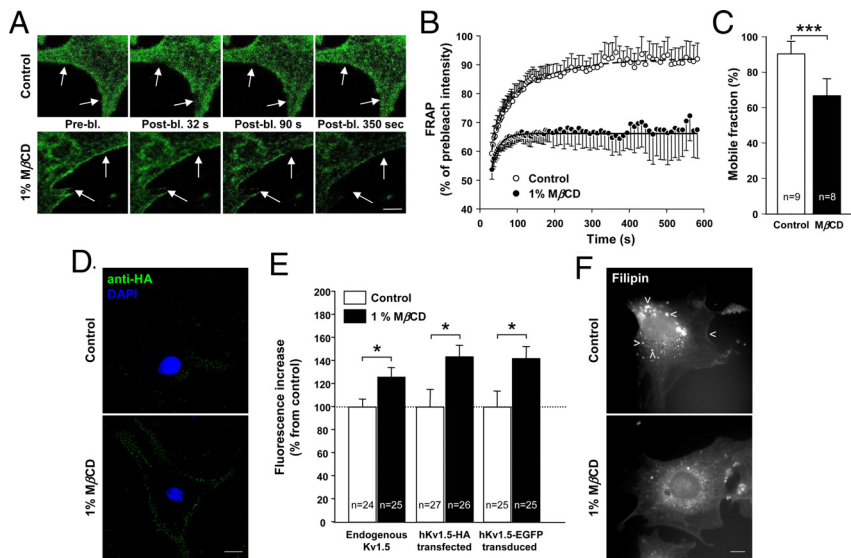 A
Control
Pre-bl.
Post-bl. 32 s
Post-bl. 90 s
Post-bl. 350 sec
1% MβCD
B
FRAP
(% of prebleach intensity)
100
90
80
70
60
50
40
0 100 200 300 400 500 600
Time (s)
Control
1% MβCD
C
***
Mobile fraction (%)
100
80
60
40
20
0
n=9
n=8
Control
MβCD
D.
anti-HA
DAPI
Control
1% MβCD
E
Control
1 % MβCD
Fluorescence increase
(% from control)
200
180
160
140
120
100
80
60
40
20
0
*
*
*
n=24
n=25
n=27
n=26
n=25
n=25
Endogenous
Kv1.5
hKv1.5-HA
transfected
hKv1.5-EGFP
transduced
F
Filipin
Control
1% MβCD